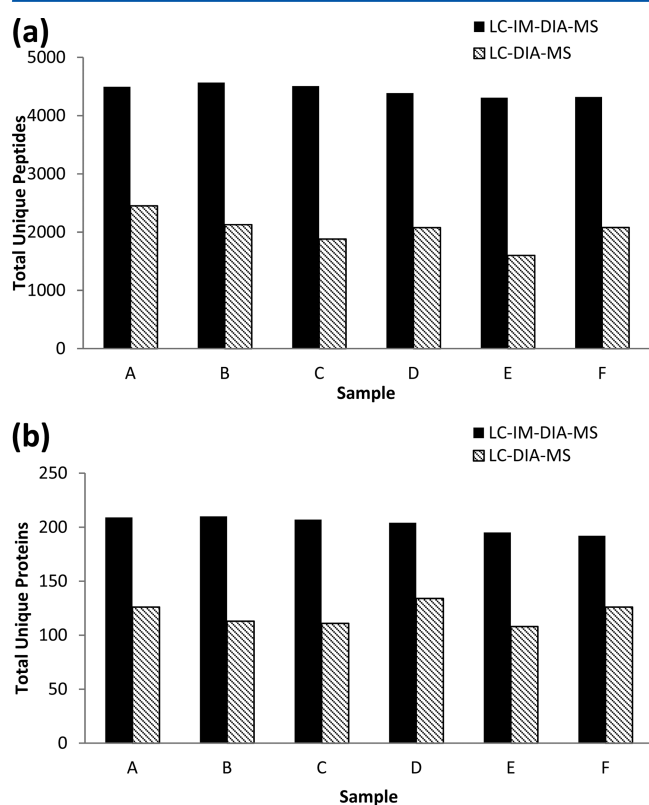 (a)
LC-IM-DIA-MS
LC-DIA-MS
Total Unique Peptides
5000
4000
3000
2000
1000
0
A B C D E F
Sample
(b)
LC-IM-DIA-MS
LC-DIA-MS
Total Unique Proteins
250
200
150
100
50
0
A B C D E F
Sample